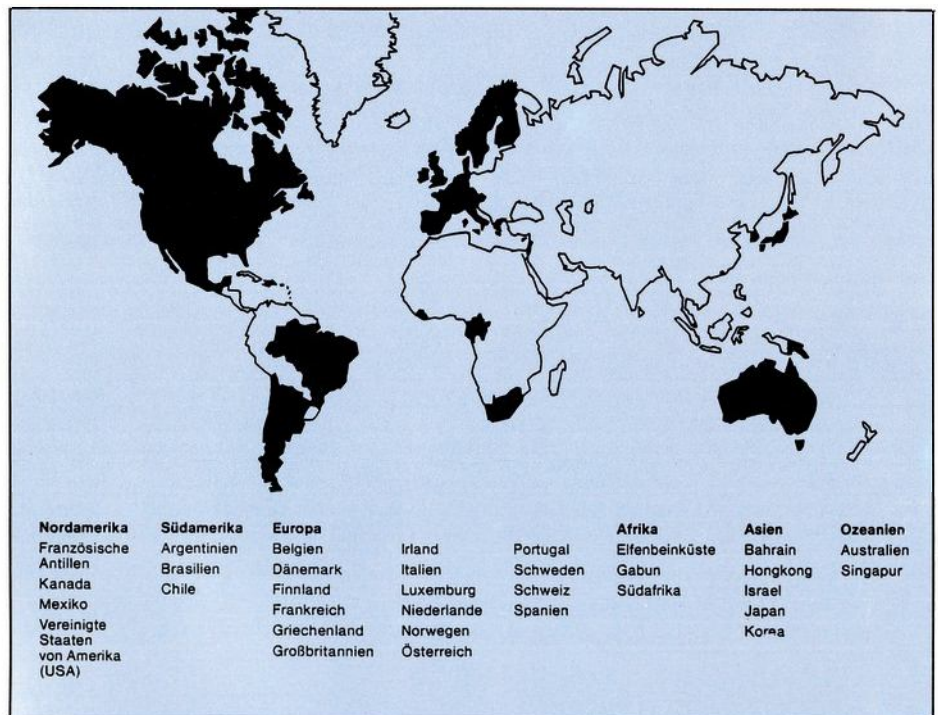 Nordamerika
Französische
Antillen
Kanada
Mexiko
Vereinigte
Staaten
von Amerika
(USA)
Südamerika
Argentinien
Brasilien
Chile
Europa
Belgien
Dänemark
Finnland
Frankreich
Griechenland
Großbritannien
Irland
Italien
Luxemburg
Niederlande
Norwegen
Österreich
Portugal
Schweden
Schweiz
Spanien
Afrika
Elfenbeinküste
Gabun
Südafrika
Asien
Bahrain
Hongkong
Israel
Japan
Korea
Ozeanien
Australien
Singapur